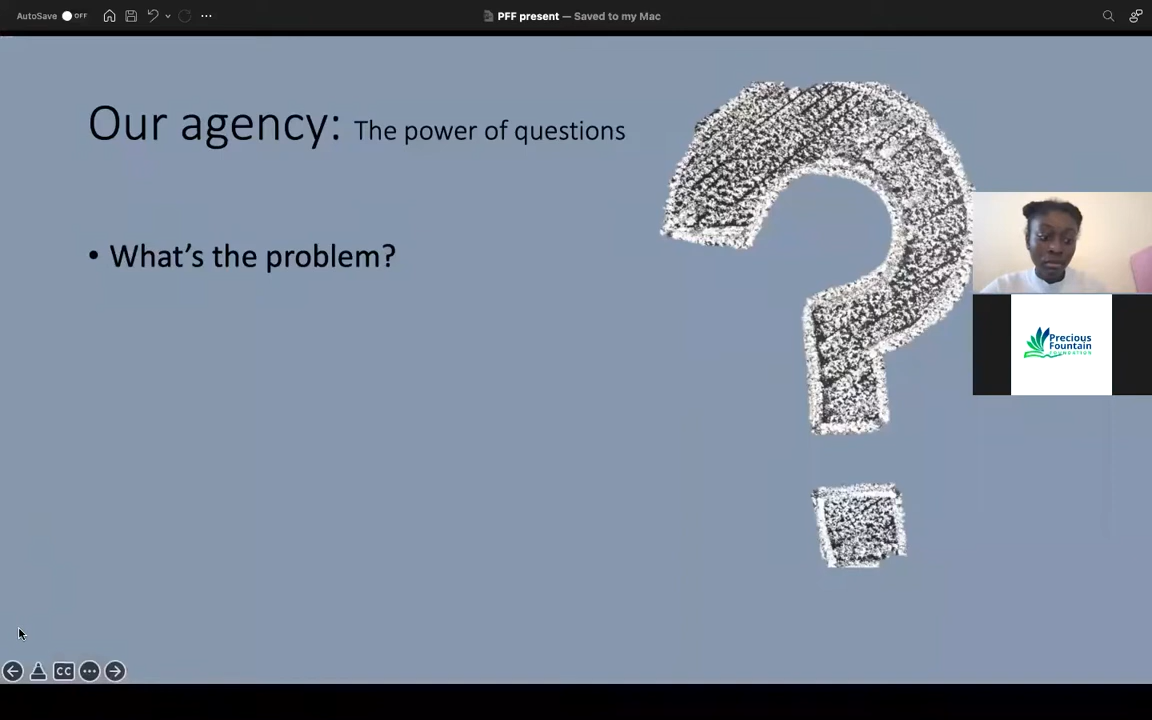 AutoSave OFF
PFF present — Saved to my Mac
Our agency: The power of questions
• What's the problem?
Precious
Fountain
FOUNDATION
CC